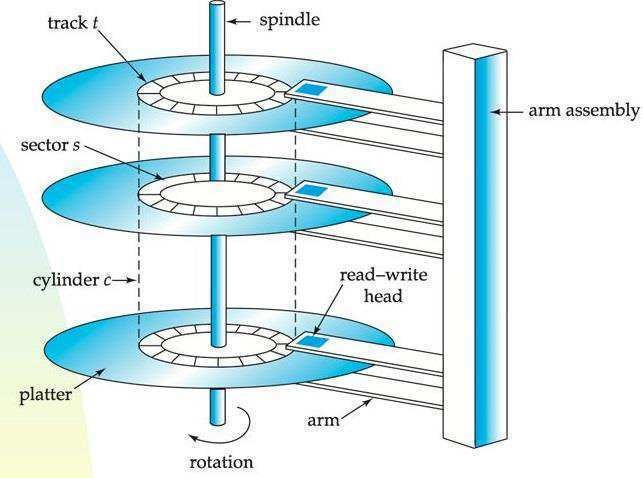 track t
spindle
arm assembly
sector s
cylinder c
read–write
head
platter
arm
rotation